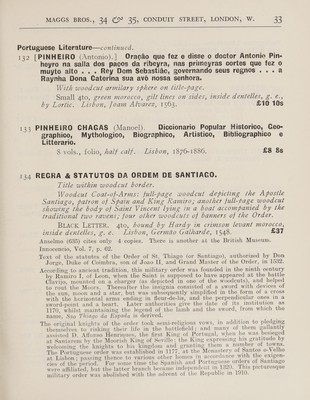 MAGGS BROS., 34 & 35, CONDUIT STREET, LONDON, W. 33
Portuguese Literature—continued.
132 [PINHEIRO (Antonio).] Oração que fez e disse o doctor Antonio Pin-
heyro na salla dos paços da ribeyra, nas primeyras cortes que fez o
muyto alto . . . Rey Dom Sebastiãe, governando seus regnos . . . a
Raynha Dona Caterina sua avó nossa senhora.
With woodcut armilary sphere on title-page.
Small 4to, green morocco, gilt lines on sides, inside dentelles, g. e.,
by Lortic. Lisbon, Joam Alvarez, 1563. £10 10s
133 PINHEIRO CHAGAS (Manoel). Diccionario Popular Historico, Geo-
graphico, Mythologico, Biographico, Artistico, Bibliographico e
Litterario.
8 vols., folio, half calf. Lisbon, 1876-1886. £8 8s
134 REGRA & STATUTOS DA ORDEM DE SANTIAGO.
Title within woodcut border.
Woodcut Coat-of-Arms: full-page woodcut depicting the Apostle
Santiago, patron of Spain and King Ramiro; another full-page woodcut
showing the body of Saint Vincent lying in a boat accompanied by the
traditional two ravens; four other woodcuts of banners of the Order.
BLACK LETTER. 4to, bound by Hardy in crimson levant morocco,
inside dentelles, g. e. Lisbon, Germão Galharde, 1548. £37
Anselmo (635) cites only 4 copies. There is another at the British Museum.
Innocencio, Vol. 7, p. 62.
Text of the statutes of the Order of St. Thiago (or Santiago), authorised by Don
Jorge, Duke of Coimbra, son of Joao II, and Grand Master of the Order, in 1532.
According to ancient tradition, this military order was founded in the ninth century
by Ramiro I. of Leon, when the Saint is supposed to have appeared at the battle
Clavijo, mounted on a charger (as depicted in one of the woodcuts), and helped
to rout the Moors. Thereafter the insignia consisted of a sword with devices of
the sun, moon and a star, but was subsequently simplified in the form of a cross
with the horizontal arms ending in fleur-de-lis, and the perpendicular ones in a
sword-point and a heart. Later authorities give the date of its institution as
1170, whilst maintaining the legend of the lamb and the sword, from which the
name, Sao Thiago da Espada is derived.
The original knights of the order took semi-religious vows, in addition to pledging
themselves to risking their life in the battlefield; and many of them gallantly
assisted D. Affonso Henriques, the first King of Portugal, when he was besieged
at Santarem by the Moorish King of Seville; the King expressing his gratitude by
welcoming the knights to his kingdom and granting them a number of towns.
The Portuguese order was established in 1177, at the Monastery of Santos-o-Velho
at Lisbon; passing thence to various other houses in accordance with the exigen-
cies of the period. For some time the Spanish and Portuguese orders of Santiago
were affiliated, but the latter branch became independent in 1320. This picturesque
military order was abolished with the advent of the Republic in 1910.